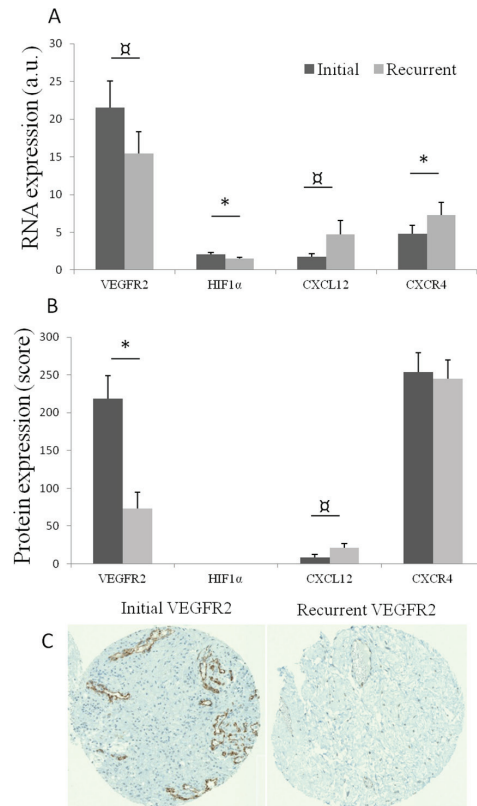 A
RNA expression (a.u.)
30
25
20
15
10
5
0
¤
*
¤
*
Initial Recurrent
VEGFR2 HIF1α CXCL12 CXCR4
B
Protein expression (score)
300
250
200
150
100
50
0
*
¤
VEGFR2 HIF1α CXCL12 CXCR4
Initial VEGFR2 Recurrent VEGFR2
C